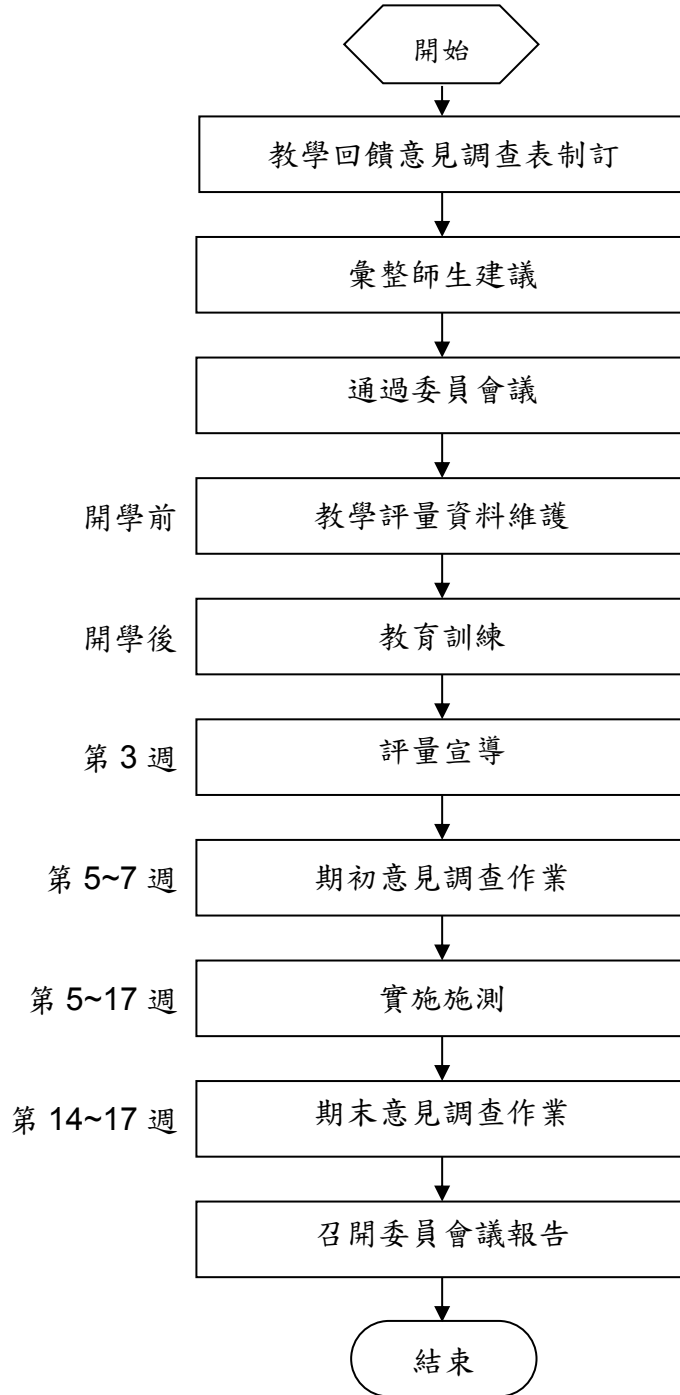 開始
教學回饋意見調查表制訂
彙整師生建議
通過委員會議
開學前 教學評量資料維護
開學後 教育訓練
第 3 週 評量宣導
第 5~7 週 期初意見調查作業
第 5~17 週 實施施測
第 14~17 週 期末意見調查作業
召開委員會議報告
結束